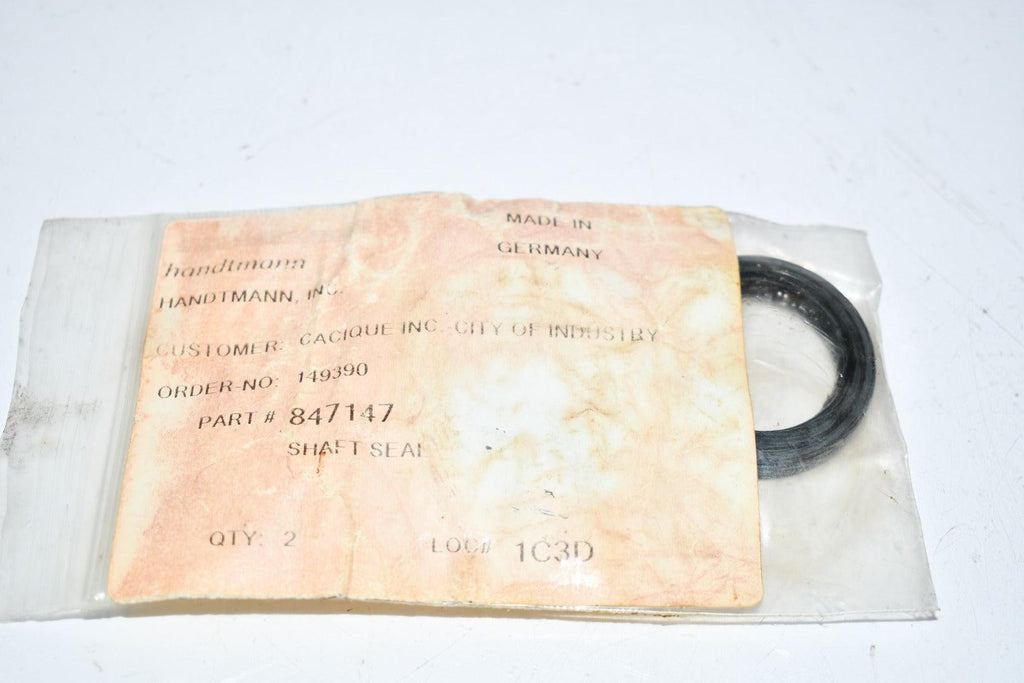 MADE IN
GERMANY
handtmann
HANDTMANN, INC.
CUSTOMER: CACIQUE INC.-CITY OF INDUSTRY
ORDER-NO: 149390
PART # 847147
SHAFT SEAL
QTY: 2 LOC# 1C3D